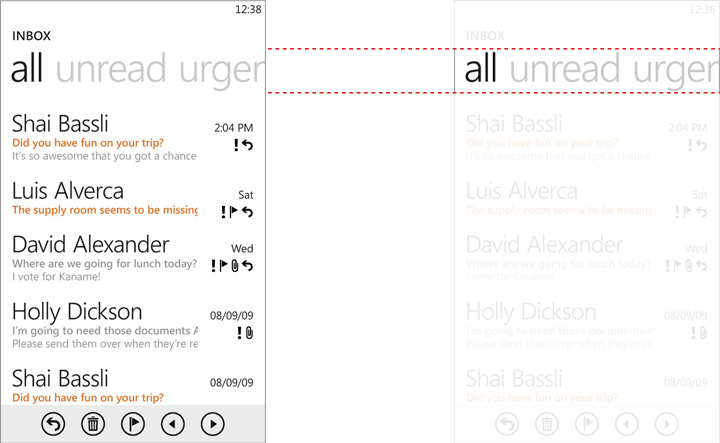 12:38
INBOX
all unread urgen
Shai Bassli
2:04 PM
Did you have fun on your trip?
It's so awesome that you got a chance
Luis Alverca
Sat
The supply room seems to be missing
David Alexander
Wed
Where are we going for lunch today?
I vote for Kaname!
Holly Dickson
08/09/09
I'm going to need those documents A
Please send them over when they're re
Shai Bassli
08/09/09
Did you have fun on your trip?
12:38
INBOX
all unread urgen
Shai Bassli
2:04 PM
Did you have fun on your trip?
It's so awesome that you got a chance
Luis Alverca
Sat
The supply room seems to be missing
David Alexander
Wed
Where are we going for lunch today?
I vote for Kaname!
Holly Dickson
08/09/09
I'm going to need those documents A
Please send them over when they're re
Shai Bassli
08/09/09
Did you have fun on your trip?